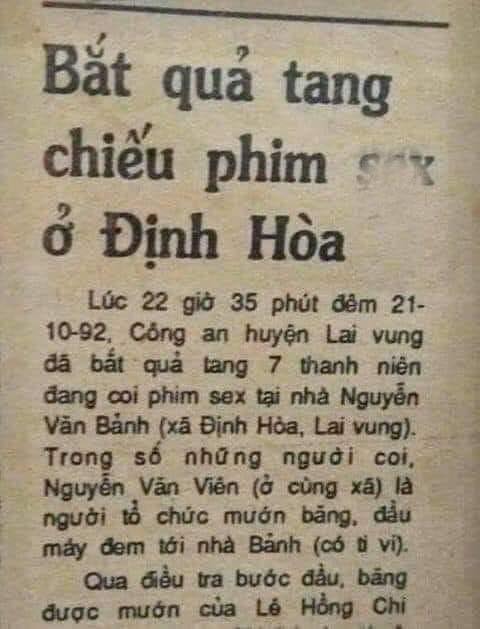 Bắt quả tang
chiếu phim sex
ở Định Hòa
Lúc 22 giờ 35 phút đêm 21-
10-92, Công an huyện Lai vung
đã bắt quả tang 7 thanh niên
đang coi phim sex tại nhà Nguyễn
Văn Bảnh (xã Định Hòa, Lai vung).
Trong số những người coi,
Nguyễn Văn Viên (ở cùng xã) là
người tổ chức mướn băng, đầu
máy đem tới nhà Bảnh (có ti vi).
Qua điều tra bước đầu, băng
được mướn của Lê Hồng Chi